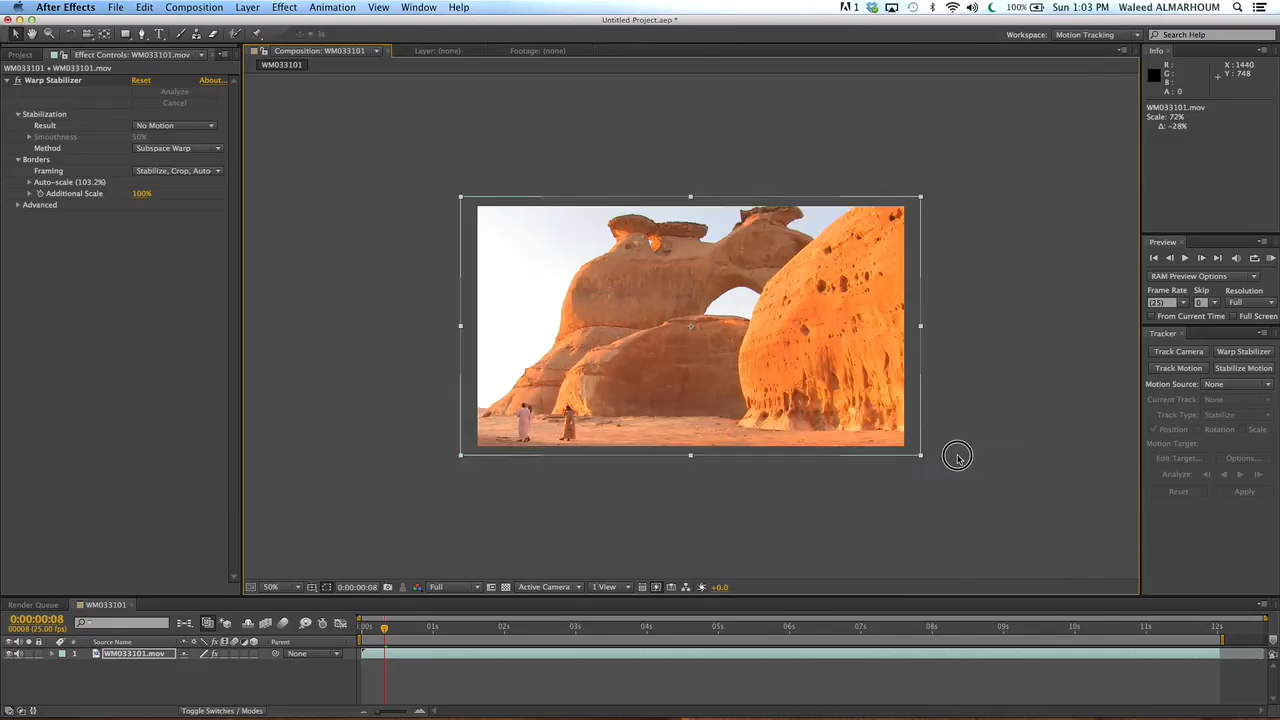 After Effects File Edit Composition Layer Effect Animation View Window Help 1 100% Sun 1:03 PM Waleed ALMARHOUM
Untitled Project.aep *
Workspace: Motion Tracking Search Help
Project Effect Controls: WM033101.mov Composition: WM033101 Layer: (none) Footage: (none) Info
WM033101 • WM033101.mov WM033101
fx Warp Stabilizer Reset About...
Analyze
Cancel
Stabilization
Result No Motion
Smoothness 50%
Method Subspace Warp
Borders
Framing Stabilize, Crop, Auto
Auto-scale (103.2%)
Additional Scale 100%
Advanced
R : X : 1440
G : Y : 748
B :
A : 0
WM033101.mov
Scale: 72%
Δ: -28%
Preview
RAM Preview Options
Frame Rate Skip Resolution
(25) 0 Full
From Current Time Full Screen
Tracker
Track Camera Warp Stabilizer
Track Motion Stabilize Motion
Motion Source: None
Current Track: None
Track Type: Stabilize
Position Rotation Scale
Motion Target:
Edit Target... Options...
Analyze:
Reset Apply
50% 0:00:00:08 Full Active Camera 1 View +0.0
Render Queue WM033101
0:00:00:08
00008 (25.00 fps)
:00s 01s 02s 03s 04s 05s 06s 07s 08s 09s 10s 11s 12s
# Source Name fx Parent
1 WM033101.mov fx None
Toggle Switches / Modes